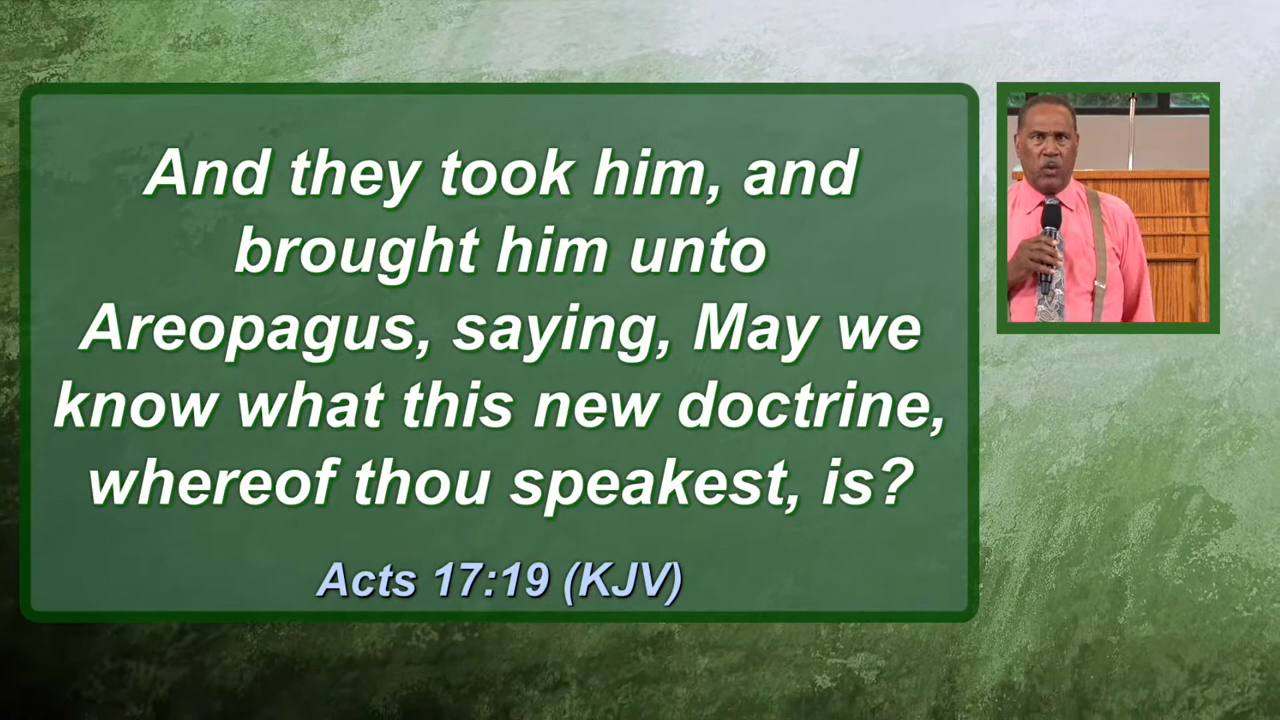 And they took him, and
brought him unto
Areopagus, saying, May we
know what this new doctrine,
whereof thou speakest, is?
Acts 17:19 (KJV)